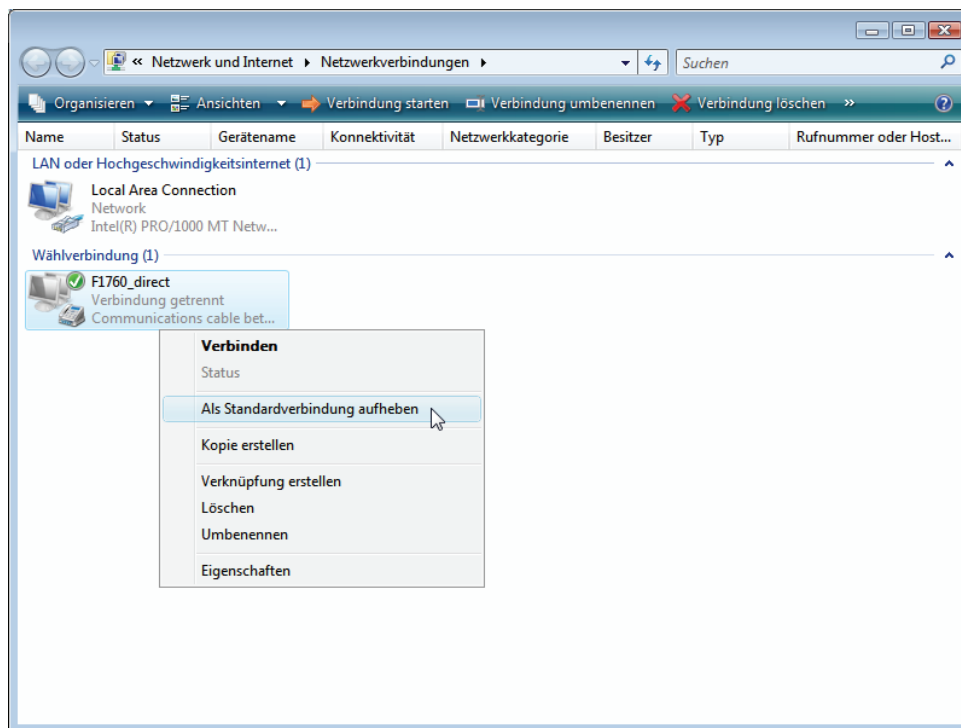 « Netzwerk und Internet Netzwerkverbindungen Suchen
Organisieren Ansichten Verbindung starten Verbindung umbenennen Verbindung löschen » ?
Name Status Gerätename Konnektivität Netzwerkkategorie Besitzer Typ Rufnummer oder Host...
LAN oder Hochgeschwindigkeitsinternet (1)
Local Area Connection
Network
Intel(R) PRO/1000 MT Netw...
Wählverbindung (1)
F1760_direct
Verbindung getrennt
Communications cable bet...
Verbinden
Status
Als Standardverbindung aufheben
Kopie erstellen
Verknüpfung erstellen
Löschen
Umbenennen
Eigenschaften